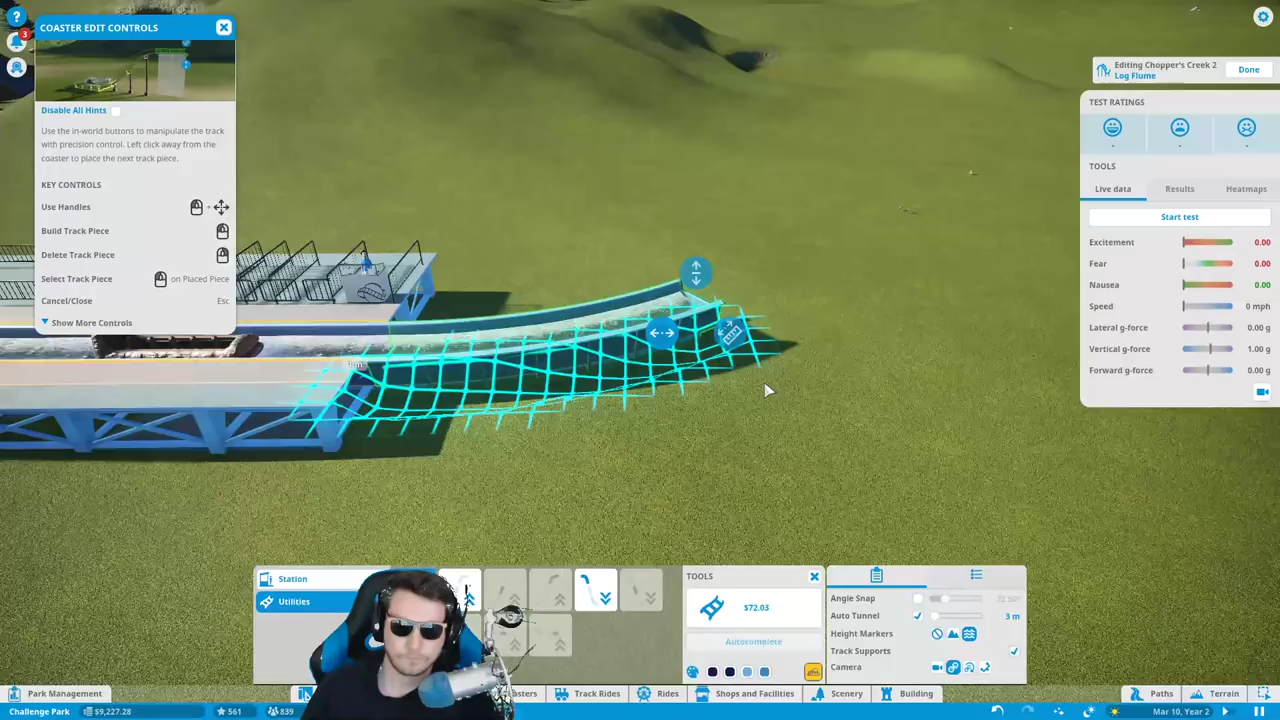 ?
COASTER EDIT CONTROLS
3
Disable All Hints
Use the in-world buttons to manipulate the track
with precision control. Left click away from the
coaster to place the next track piece.
KEY CONTROLS
Use Handles
Build Track Piece
Delete Track Piece
Select Track Piece on Placed Piece
Cancel/Close Esc
Show More Controls
Editing Chopper's Creek 2
Log Flume
Done
TEST RATINGS
- - -
TOOLS
Live data Results Heatmaps
Start test
Excitement 0.00
Fear 0.00
Nausea 0.00
Speed 0 mph
Lateral g-force 0.00 g
Vertical g-force 1.00 g
Forward g-force 0.00 g
Station
Utilities
TOOLS
$72.03
Autocomplete
Angle Snap
Auto Tunnel 3 m
Height Markers
Track Supports
Camera
Park Management
Track Rides
Rides
Shops and Facilities
Scenery
Building
Paths
Terrain
Challenge Park $9,227.28 561 839
Mar 10, Year 2